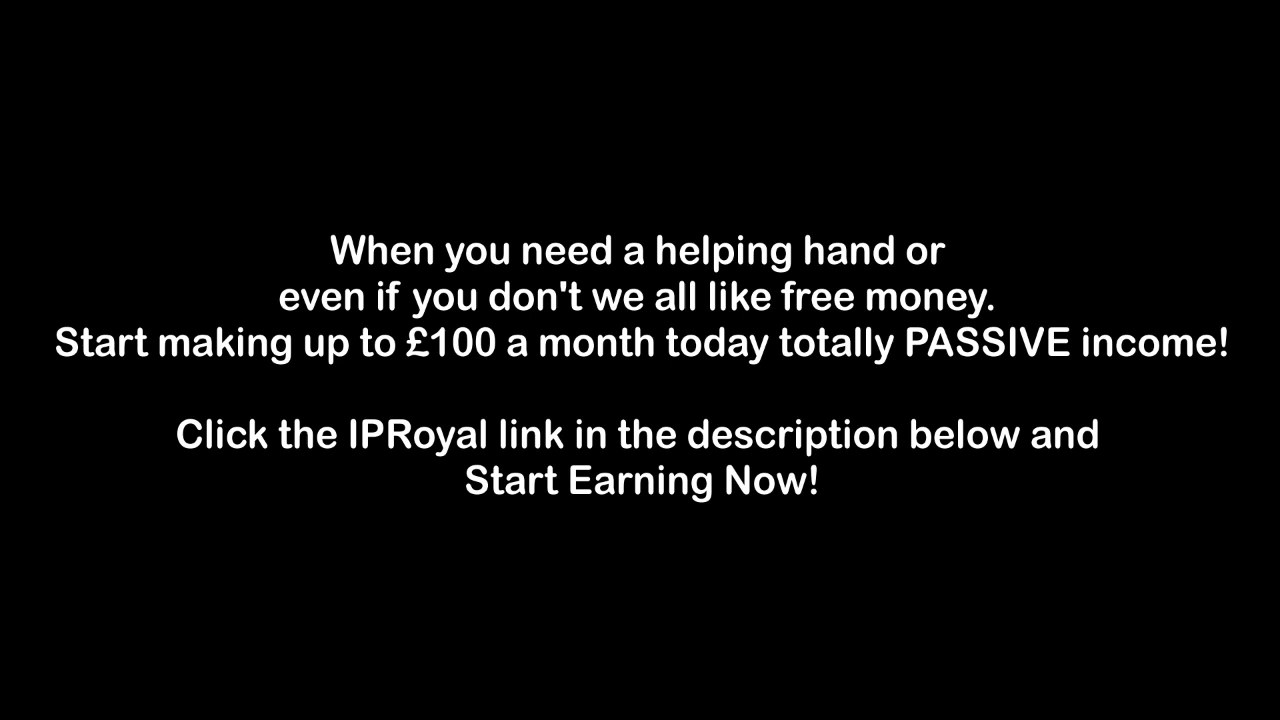 When you need a helping hand or
even if you don't we all like free money.
Start making up to £100 a month today totally PASSIVE income!
Click the IPRoyal link in the description below and
Start Earning Now!